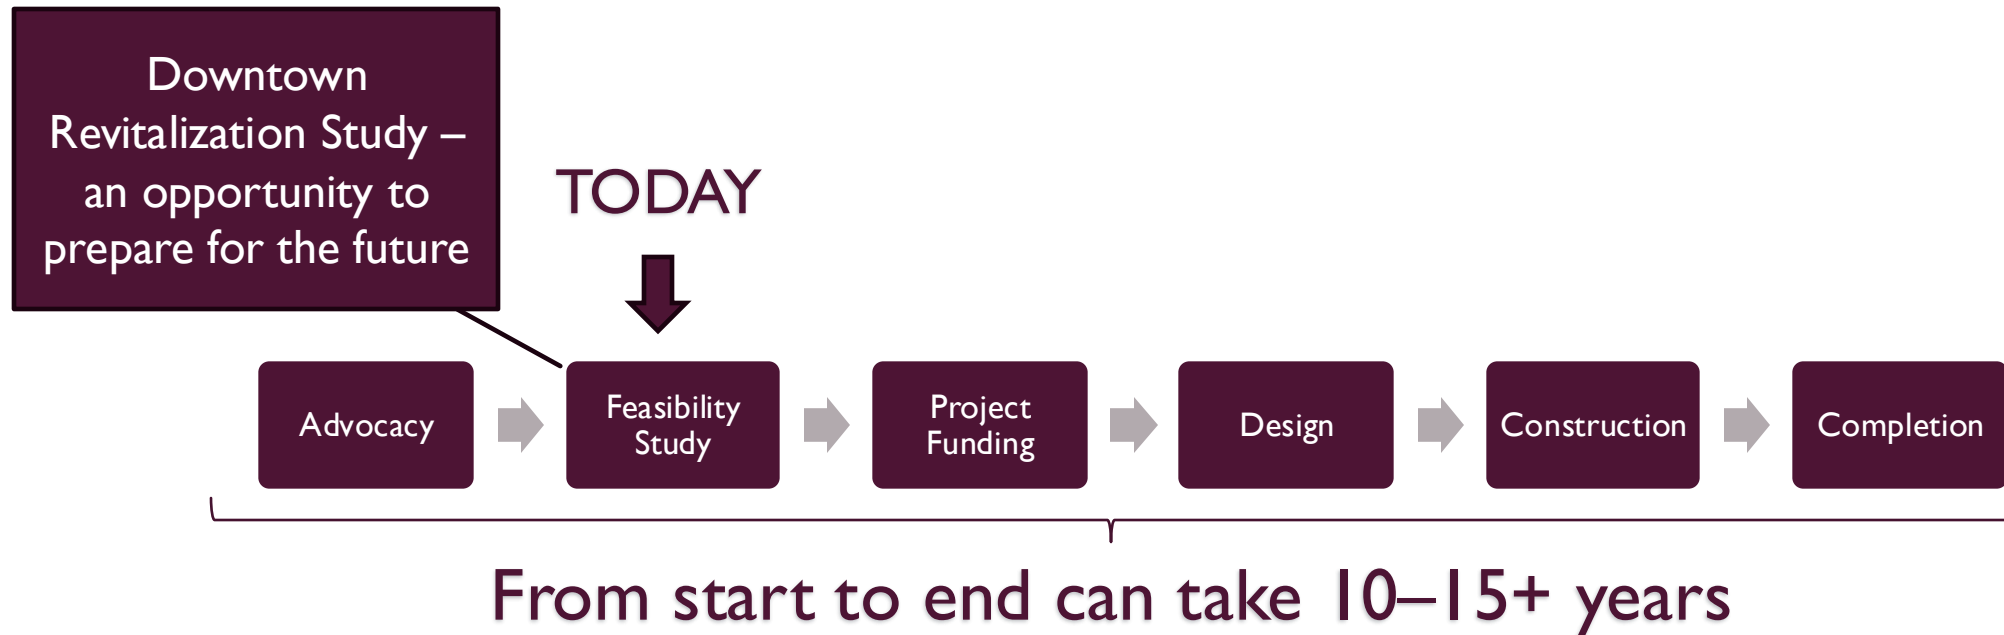 Downtown
Revitalization Study –
an opportunity to
prepare for the future
TODAY
Advocacy
Feasibility
Study
Project
Funding
Design
Construction
Completion
From start to end can take 10–15+ years